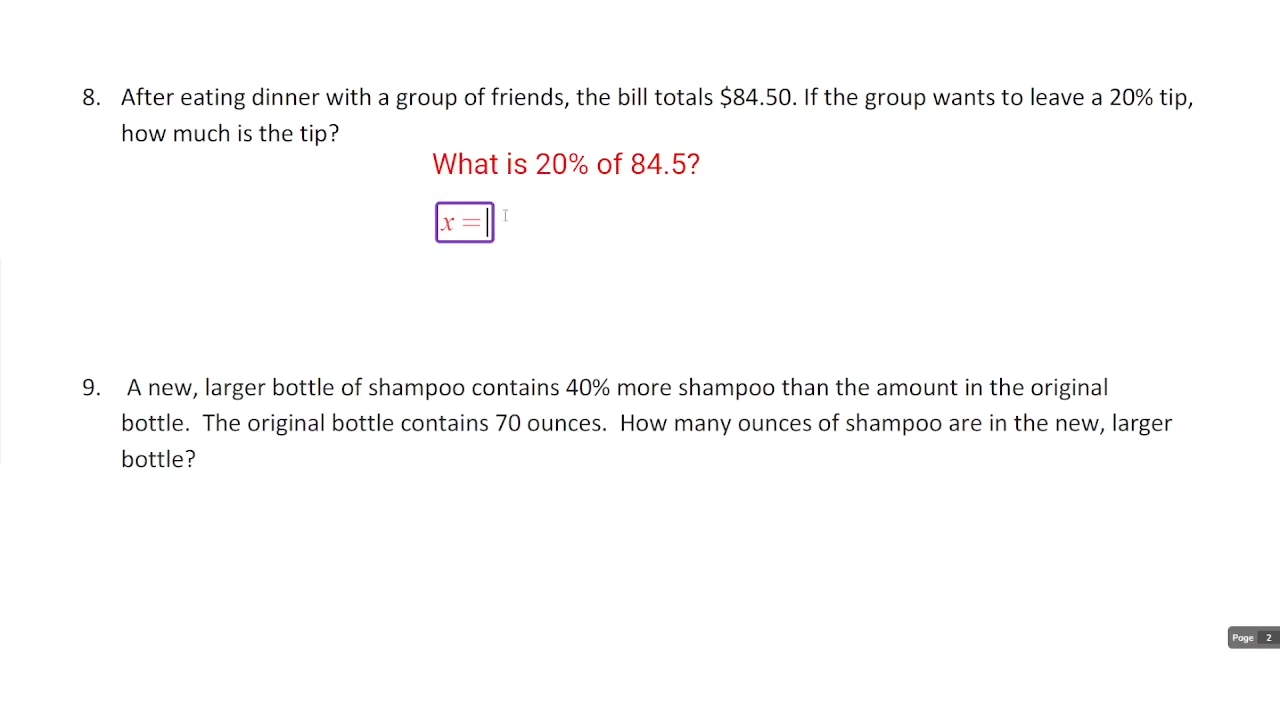 8. After eating dinner with a group of friends, the bill totals $84.50. If the group wants to leave a 20% tip,
how much is the tip?
What is 20% of 84.5?
x =
9. A new, larger bottle of shampoo contains 40% more shampoo than the amount in the original
bottle. The original bottle contains 70 ounces. How many ounces of shampoo are in the new, larger
bottle?
Page 2